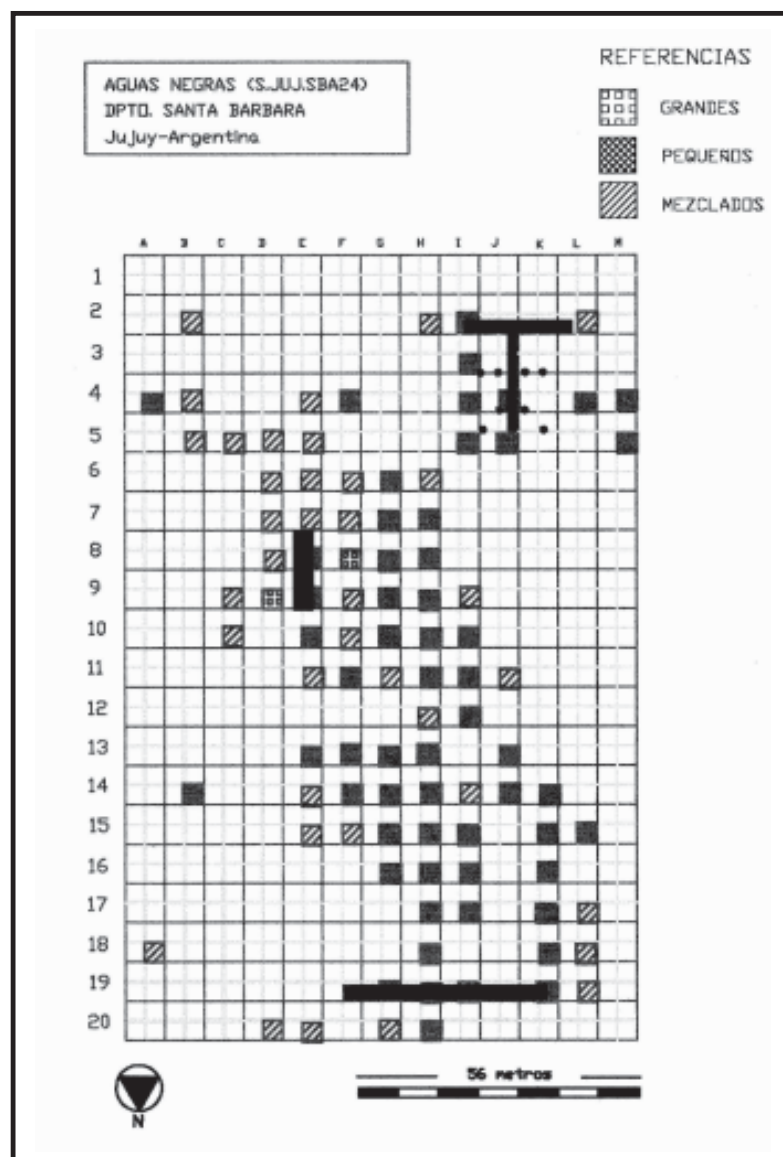 AGUAS NEGRAS (S.JUJ.SBA24)
DPTO. SANTA BARBARA
Jujuy-Argentina
REFERENCIAS
GRANDES
PEQUEÑOS
MEZCLADOS
A B C D E F G H I J K L M
1
2
3
4
5
6
7
8
9
10
11
12
13
14
15
16
17
18
19
20
N
56 metros